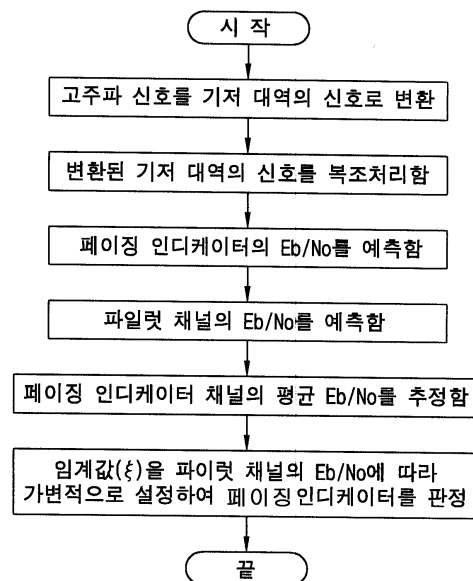 시 작
고주파 신호를 기저 대역의 신호로 변환
변환된 기저 대역의 신호를 복조처리함
페이징 인디케이터의 Eb/No를 예측함
파일럿 채널의 Eb/No를 예측함
페이징 인디케이터 채널의 평균 Eb/No를 추정함
임계값(ξ)을 파이럿 채널의 Eb/No에 따라
가변적으로 설정하여 페이징인디케이터를 판정
끝